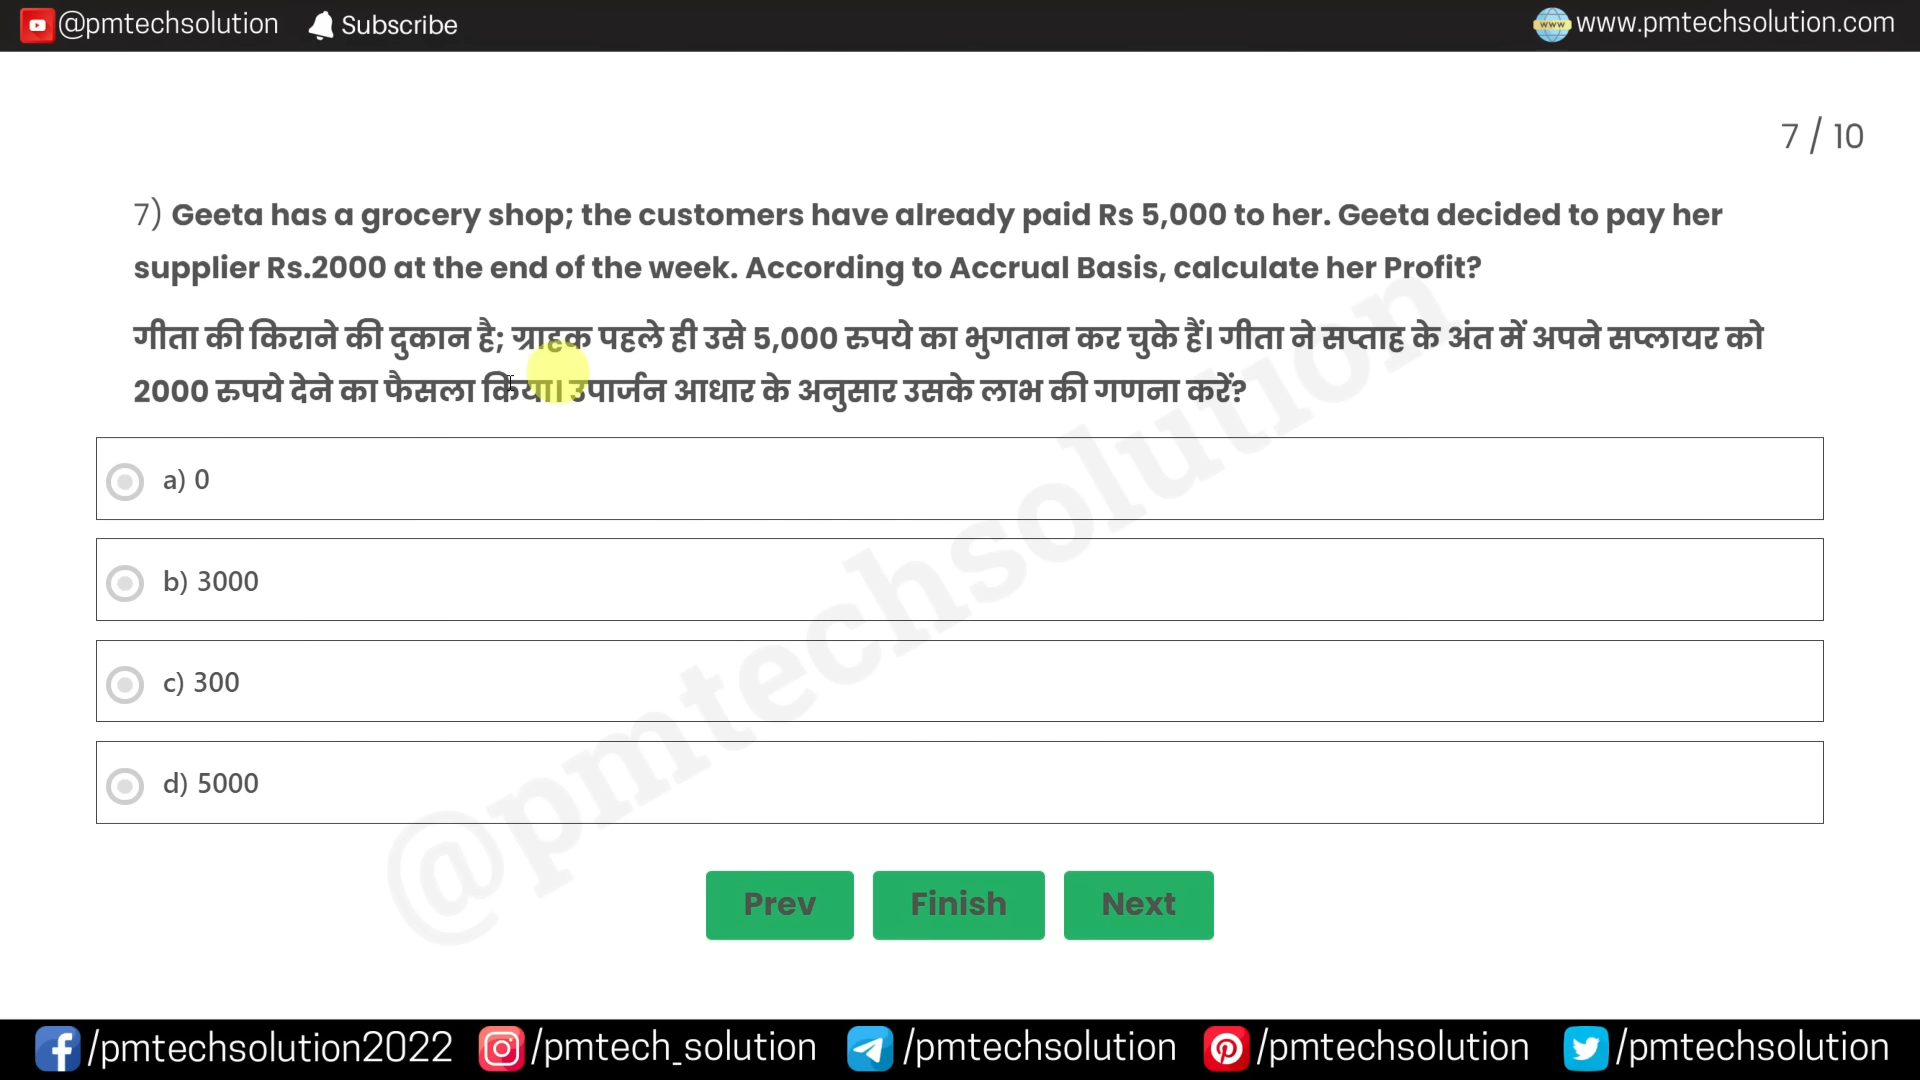 @pmtechsolution Subscribe www.pmtechsolution.com
7 / 10
7) Geeta has a grocery shop; the customers have already paid Rs 5,000 to her. Geeta decided to pay her
supplier Rs.2000 at the end of the week. According to Accrual Basis, calculate her Profit?
गीता की किराने की दुकान है; ग्राहक पहले ही उसे 5,000 रुपये का भुगतान कर चुके हैं। गीता ने सप्ताह के अंत में अपने सप्लायर को
2000 रुपये देने का फैसला किया। उपार्जन आधार के अनुसार उसके लाभ की गणना करें?
a) 0
b) 3000
c) 300
d) 5000
@pmtechsolution
Prev Finish Next
/pmtechsolution2022 /pmtech_solution /pmtechsolution /pmtechsolution /pmtechsolution